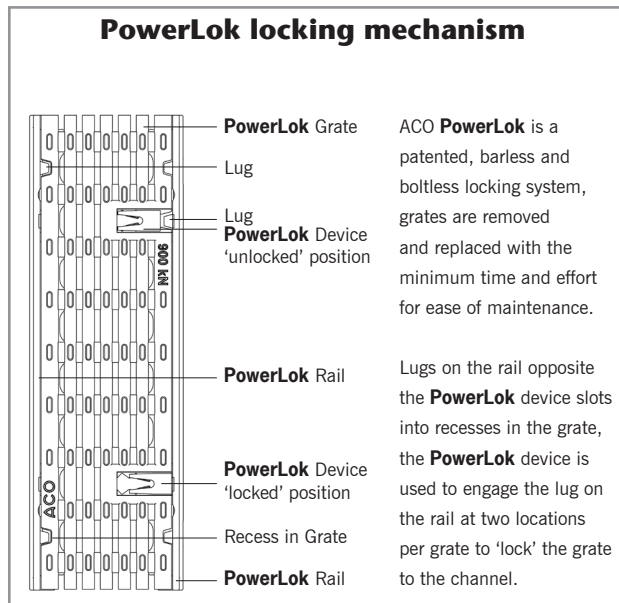 PowerLok locking mechanism
PowerLok Grate
Lug
Lug
PowerLok Device
'unlocked' position
900 kN
PowerLok Rail
PowerLok Device
'locked' position
ACO
Recess in Grate
PowerLok Rail
ACO PowerLok is a
patented, barless and
boltless locking system,
grates are removed
and replaced with the
minimum time and effort
for ease of maintenance.
Lugs on the rail opposite
the PowerLok device slots
into recesses in the grate,
the PowerLok device is
used to engage the lug on
the rail at two locations
per grate to 'lock' the grate
to the channel.